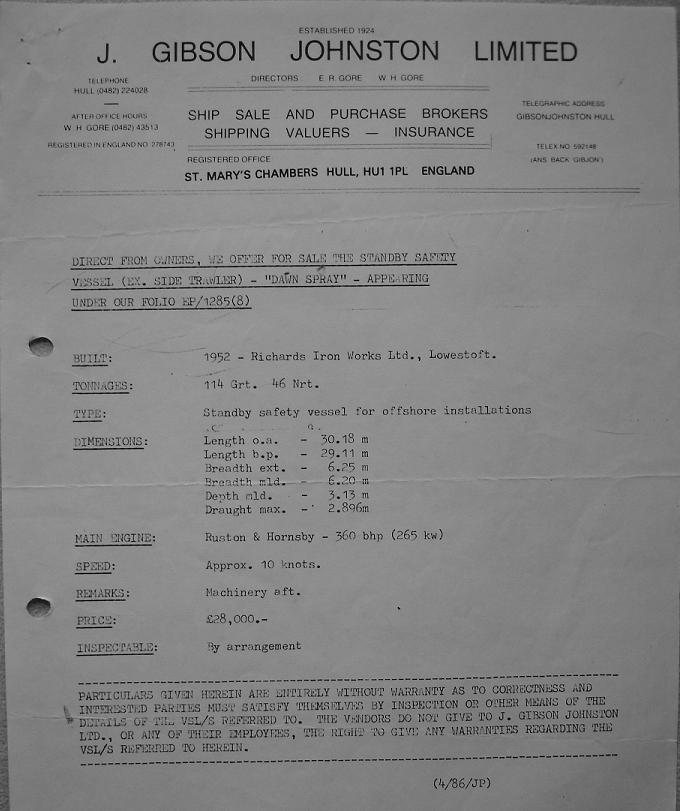 ESTABLISHED 1924
J. GIBSON JOHNSTON LIMITED
DIRECTORS E. R. GORE W. H. GORE
TELEPHONE
HULL (0482) 224028
AFTER OFFICE HOURS
W. H. GORE (0482) 43513
REGISTERED IN ENGLAND NO. 278743
SHIP SALE AND PURCHASE BROKERS
SHIPPING VALUERS — INSURANCE
TELEGRAPHIC ADDRESS
GIBSONJOHNSTON HULL
TELEX NO. 592148
(ANS. BACK 'GIBJON')
REGISTERED OFFICE
ST. MARY'S CHAMBERS HULL, HU1 1PL ENGLAND
DIRECT FROM OWNERS, WE OFFER FOR SALE THE STANDBY SAFETY
VESSEL (EX. SIDE TRAWLER) - "DAWN SPRAY" - APPEARING
UNDER OUR FOLIO EP/1285(8)
BUILT: 1952 - Richards Iron Works Ltd., Lowestoft.
TONNAGES: 114 Grt. 46 Nrt.
TYPE: Standby safety vessel for offshore installations
DIMENSIONS: Length o.a. - 30.18 m
Length b.p. - 29.11 m
Breadth ext. - 6.25 m
Breadth mld. - 6.20 m
Depth mld. - 3.13 m
Draught max. - 2.896m
MAIN ENGINE: Ruston & Hornsby - 360 bhp (265 kw)
SPEED: Approx. 10 knots.
REMARKS: Machinery aft.
PRICE: £28,000.-
INSPECTABLE: By arrangement
PARTICULARS GIVEN HEREIN ARE ENTIRELY WITHOUT WARRANTY AS TO CORRECTNESS AND
INTERESTED PARTIES MUST SATISFY THEMSELVES BY INSPECTION OR OTHER MEANS OF THE
DETAILS OF THE VSL/S REFERRED TO. THE VENDORS DO NOT GIVE TO J. GIBSON JOHNSTON
LTD., OR ANY OF THEIR EMPLOYEES, THE RIGHT TO GIVE ANY WARRANTIES REGARDING THE
VSL/S REFERRED TO HEREIN.
(4/86/JP)